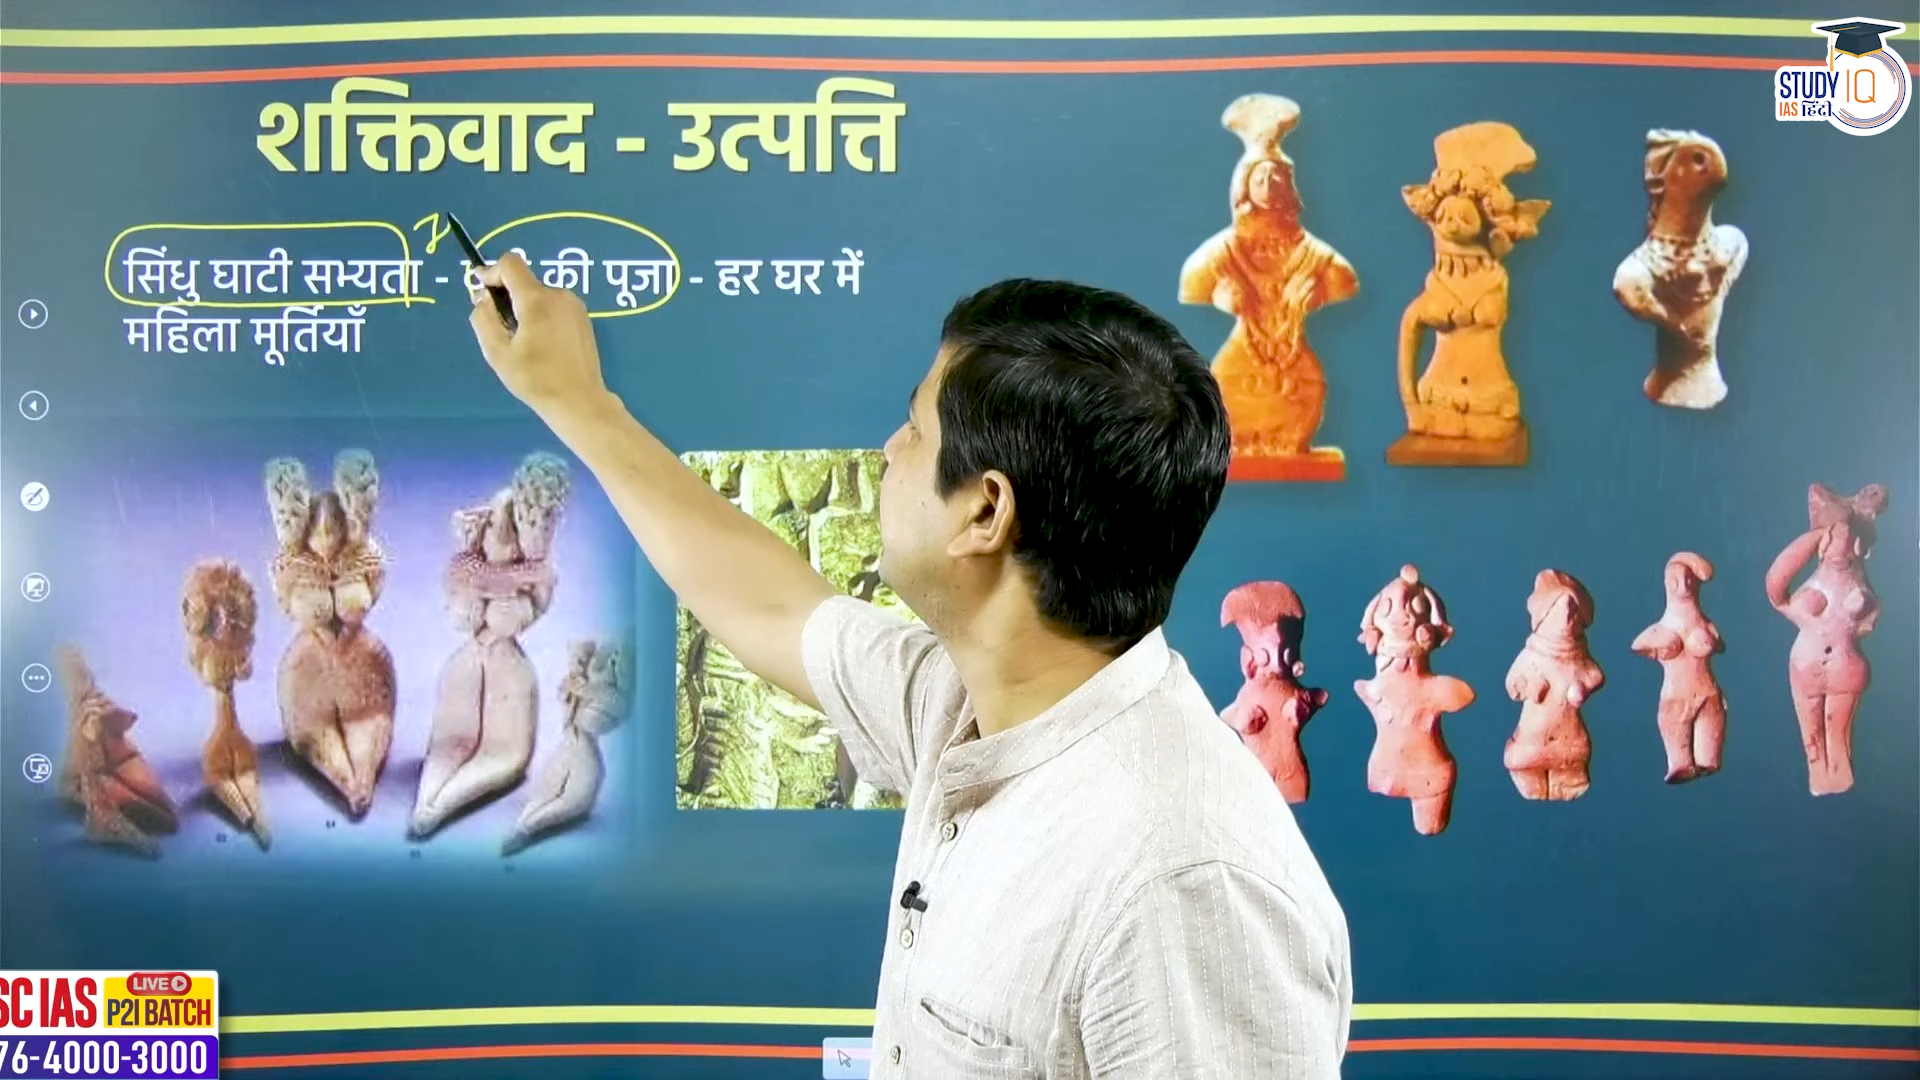 शक्तिवाद - उत्पत्ति
STUDY IQ
IAS हिंदी
सिंधु घाटी सभ्यता - की पूजा - हर घर में
महिला मूर्तियाँ
LIVE
SC IAS P2I BATCH
76-4000-3000